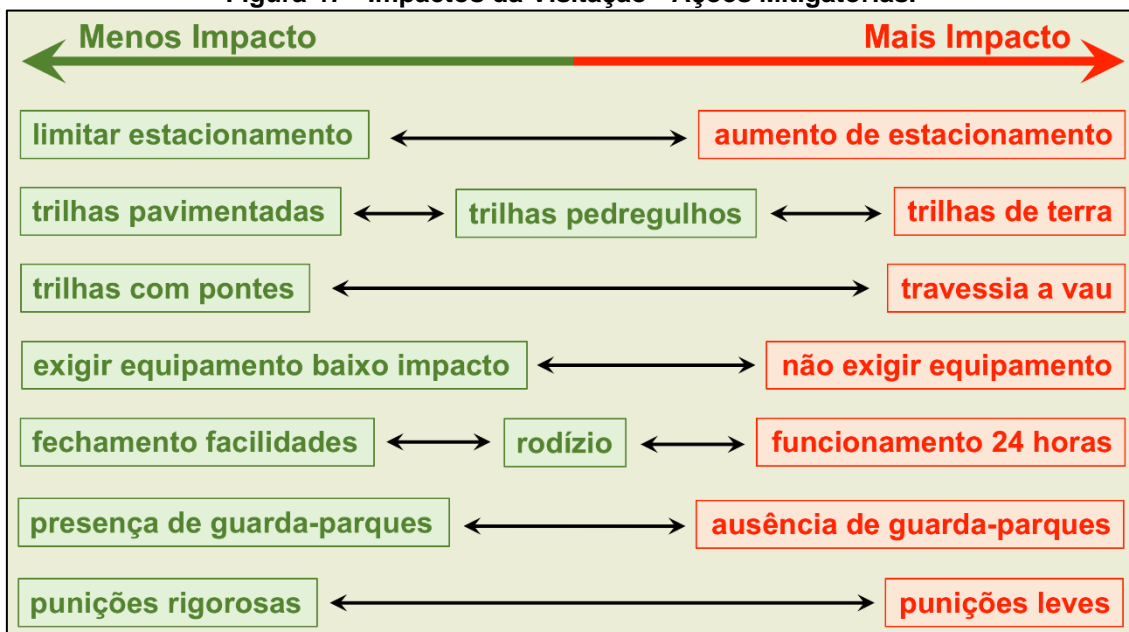 Menos Impacto Mais Impacto
limitar estacionamento aumento de estacionamento
trilhas pavimentadas trilhas pedregulhos trilhas de terra
trilhas com pontes travessia a vau
exigir equipamento baixo impacto não exigir equipamento
fechamento facilidades rodízio funcionamento 24 horas
presença de guarda-parques ausência de guarda-parques
punições rigorosas punições leves